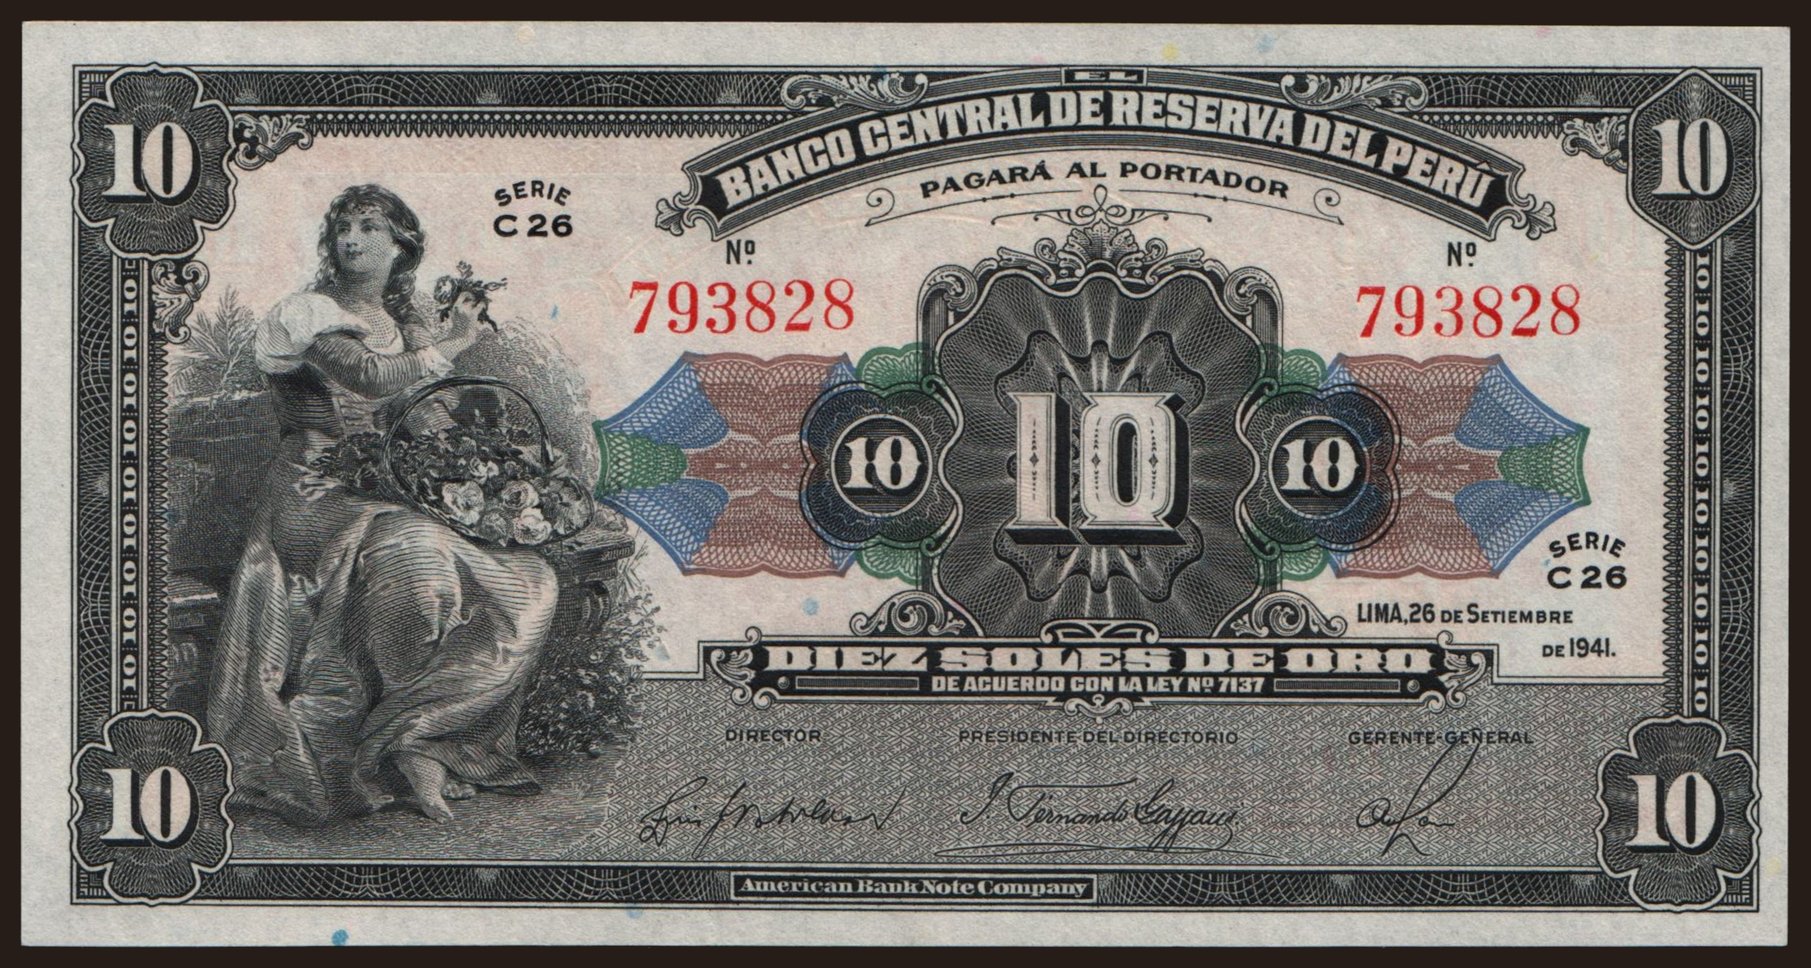 EL
BANCO CENTRAL DE RESERVA DEL PERÚ
PAGARÁ AL PORTADOR
10
10
SERIE
C 26
Nº
793828
Nº
793828
10
10
10
SERIE
C 26
LIMA, 26 DE SETIEMBRE
DE 1941.
DIEZ SOLES DE ORO
DE ACUERDO CON LA LEY Nº 7137
DIRECTOR
PRESIDENTE DEL DIRECTORIO
GERENTE-GENERAL
10
10
American Bank Note Company